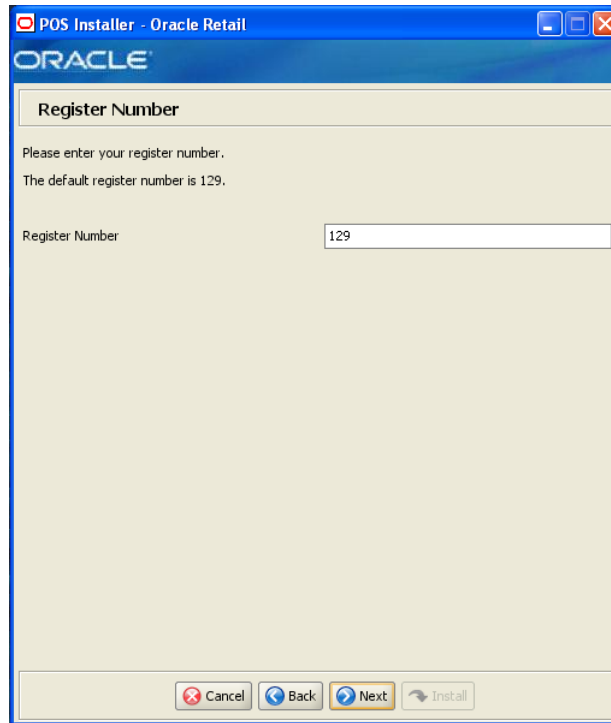 POS Installer - Oracle Retail
ORACLE
Register Number
Please enter your register number.
The default register number is 129.
Register Number 129
Cancel Back Next Install